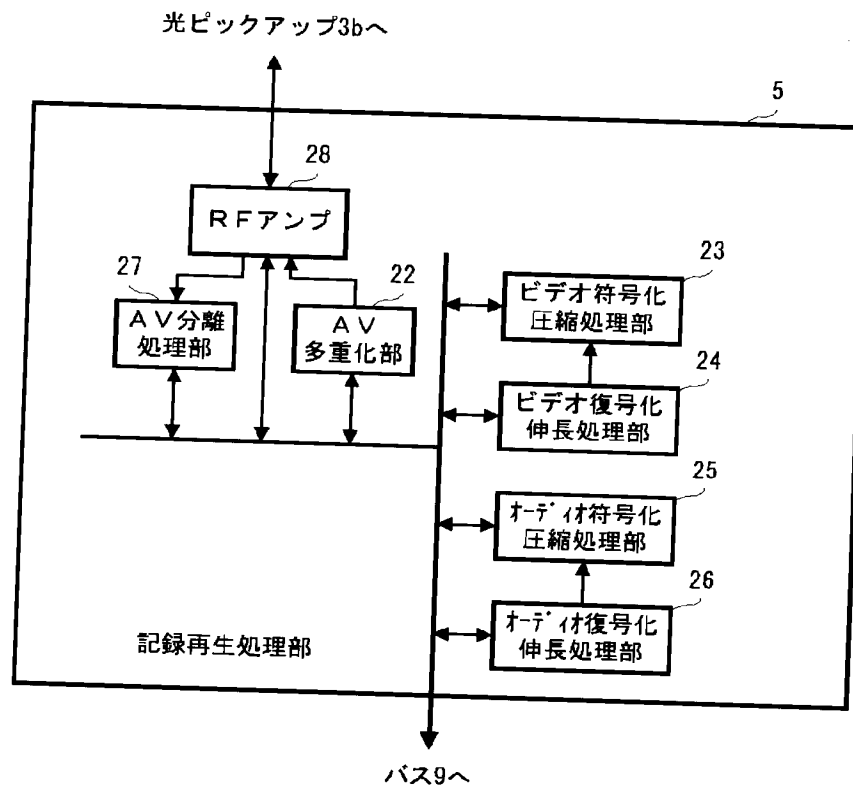 光ピックアップ3bへ
5
28
RFアンプ
27
AV分離
処理部
22
AV
多重化部
23
ビデオ符号化
圧縮処理部
24
ビデオ復号化
伸長処理部
25
オーディオ符号化
圧縮処理部
26
オーディオ復号化
伸長処理部
記録再生処理部
バス9へ